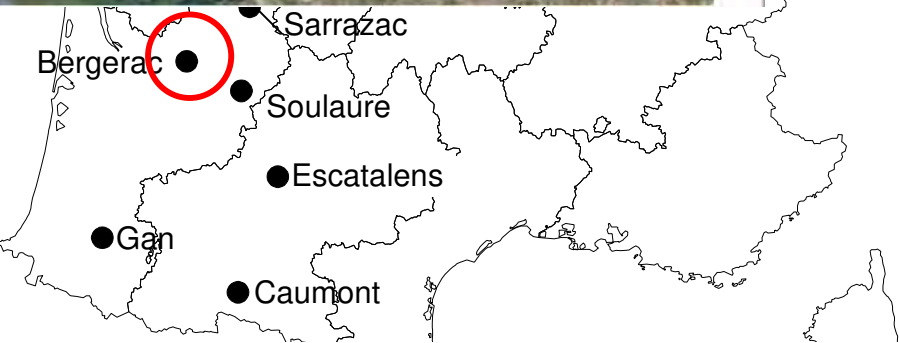 Sarrazac
Bergerac
Soulaure
Escatalens
Gan
Caumont